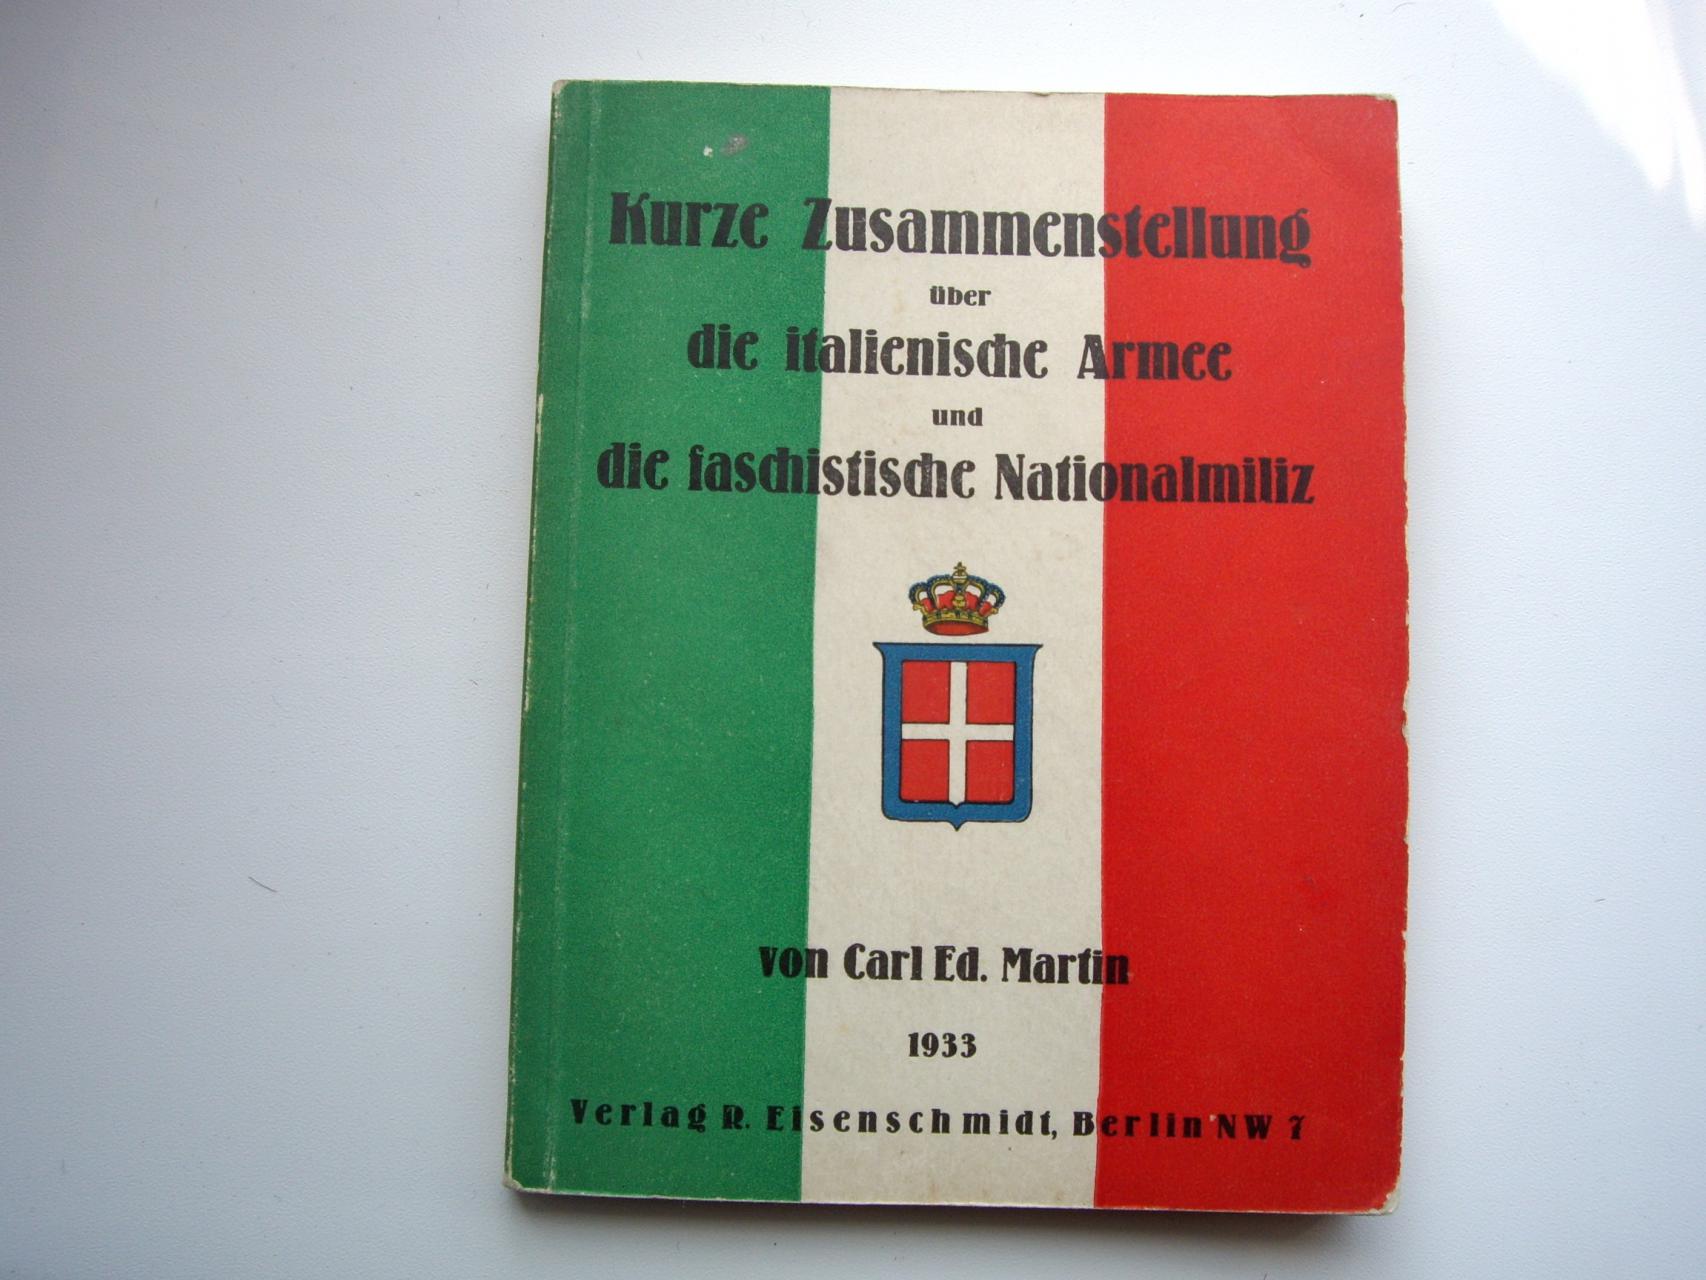 Kurze Zusammenstellung
über
die italienische Armee
und
die faschistische Nationalmiliz
von Carl Ed. Martin
1933
Verlag R. Eisenschmidt, Berlin NW 7